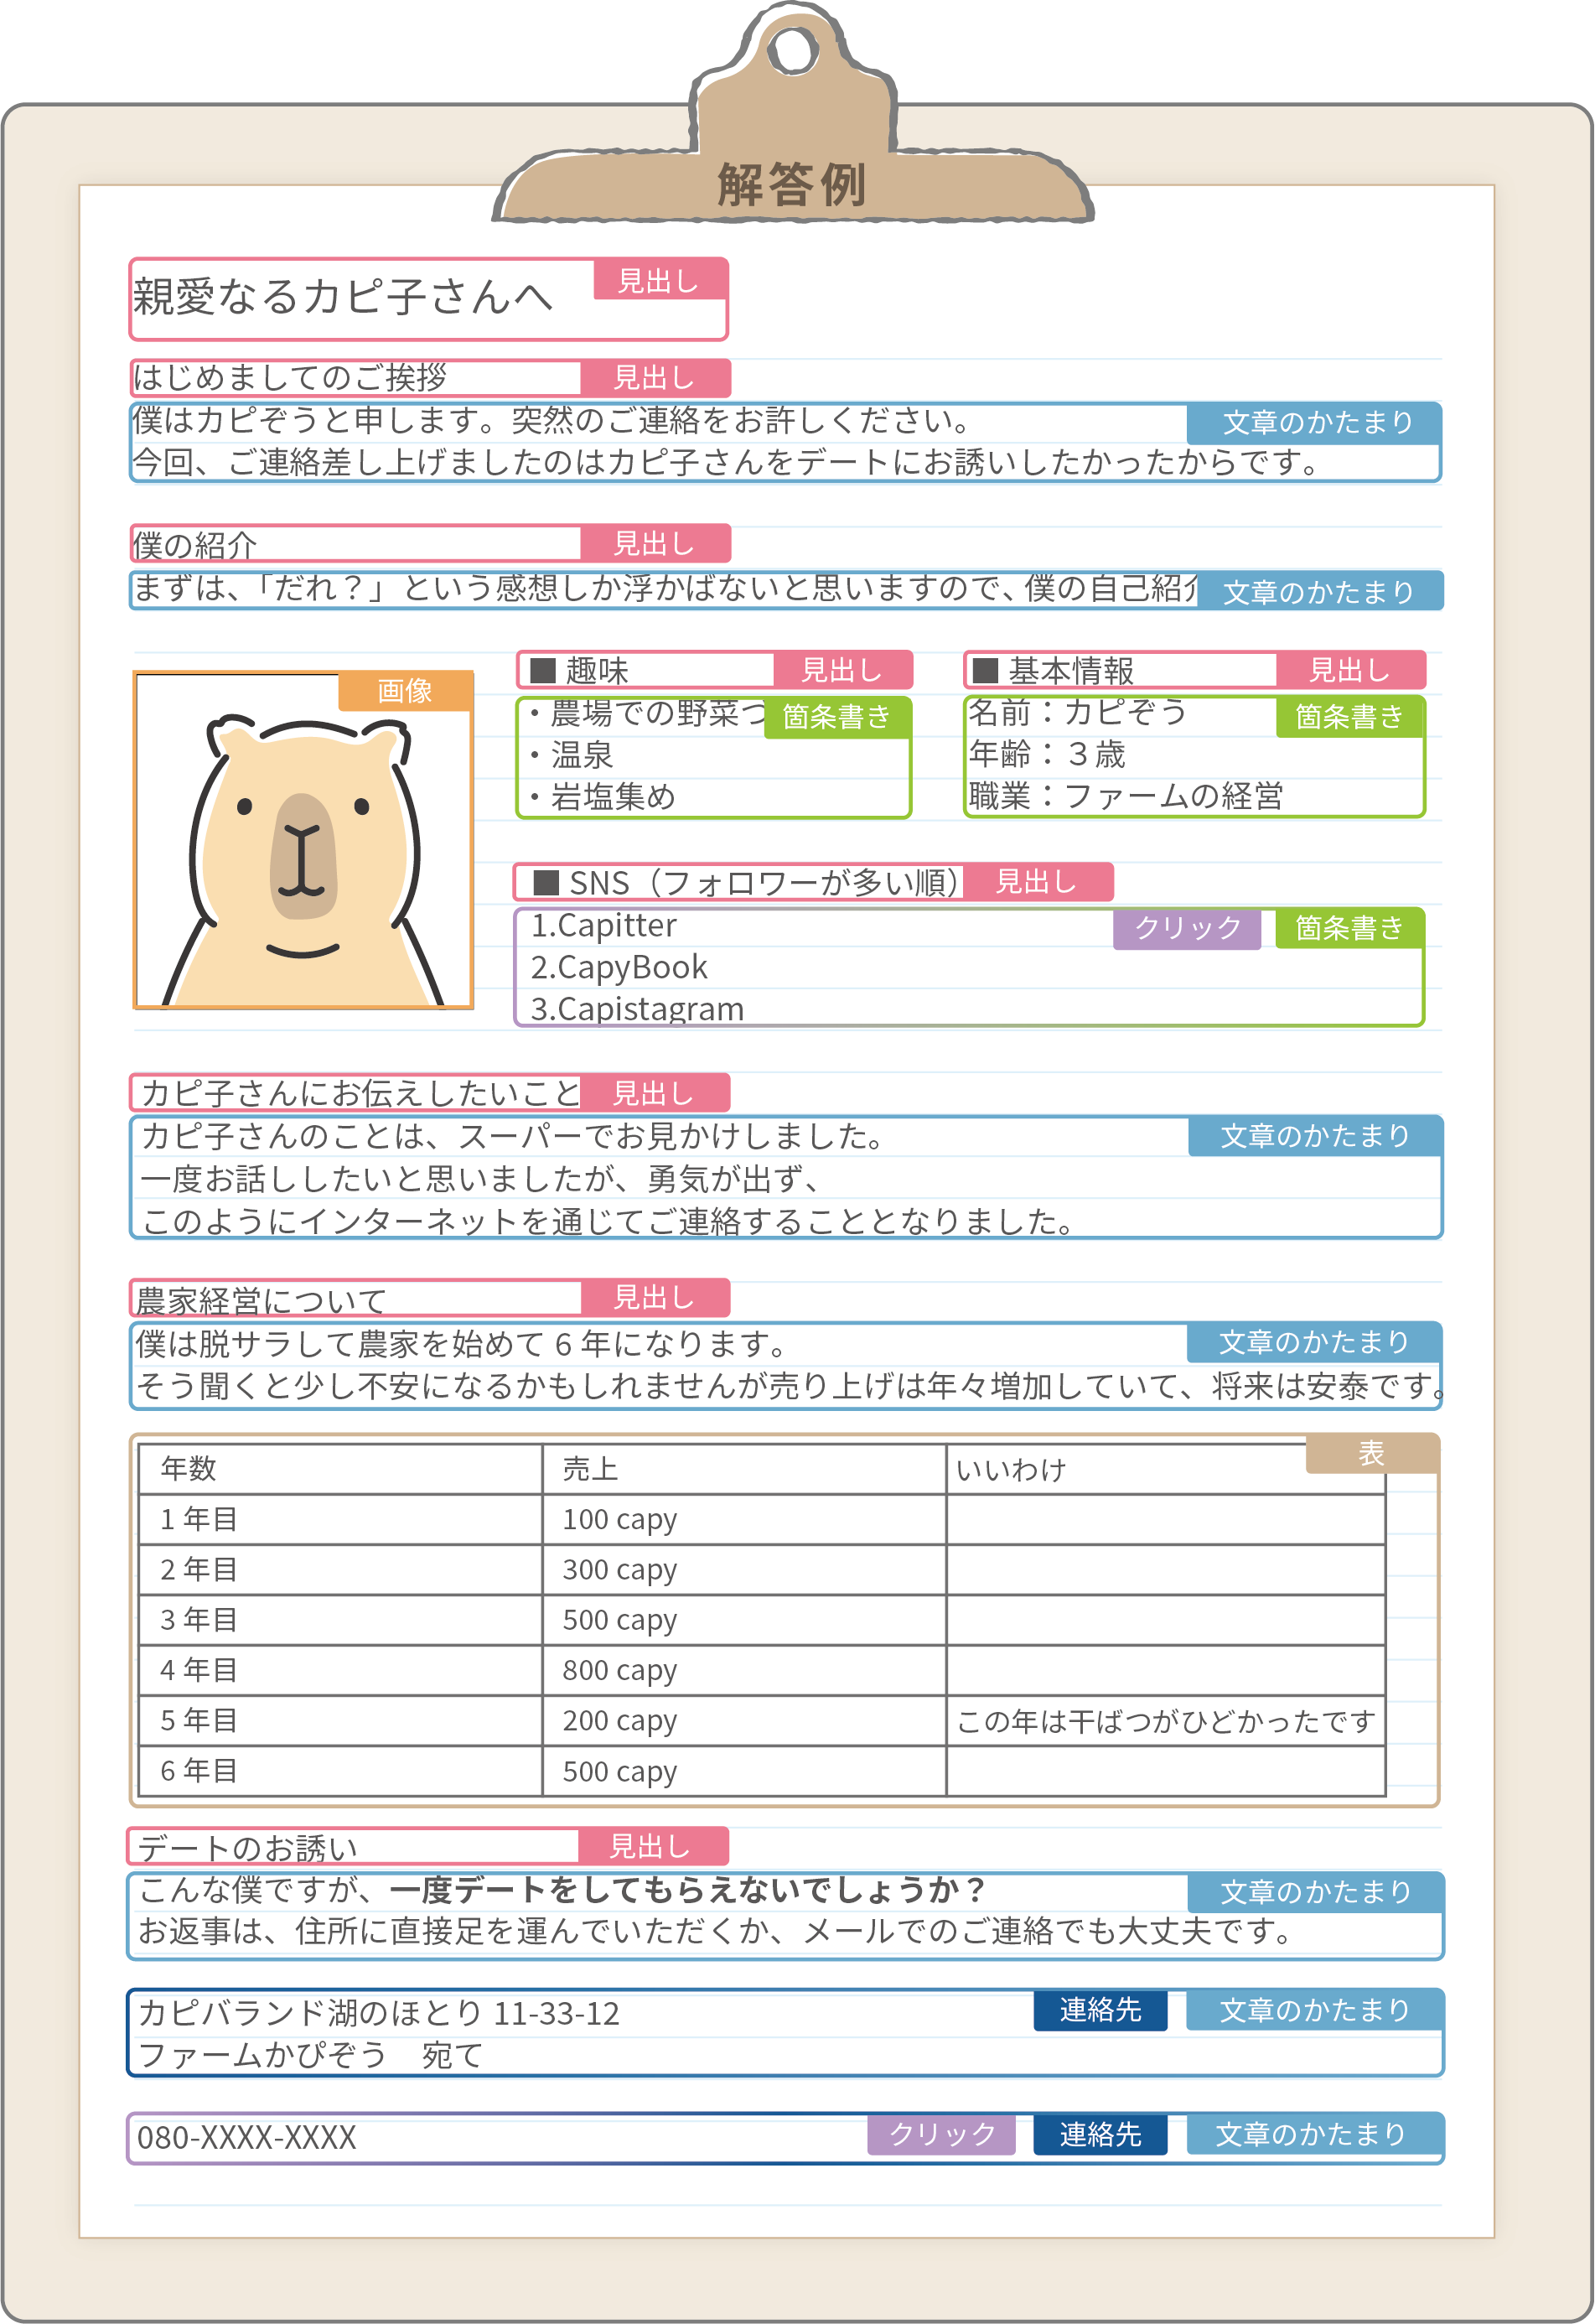 解答例
親愛なるカピ子さんへ 見出し
はじめましてのご挨拶 見出し
僕はカピぞうと申します。突然のご連絡をお許しください。 文章のかたまり
今回、ご連絡差し上げましたのはカピ子さんをデートにお誘いしたかったからです。
僕の紹介 見出し
まずは、「だれ？」という感想しか浮かばないと思いますので、僕の自己紹介 文章のかたまり
画像
■ 趣味 見出し
・農場での野菜つ 箇条書き
・温泉
・岩塩集め
■ 基本情報 見出し
名前：カピぞう 箇条書き
年齢：３歳
職業：ファームの経営
■ SNS（フォロワーが多い順） 見出し
1.Capitter クリック 箇条書き
2.CapyBook
3.Capistagram
カピ子さんにお伝えしたいこと 見出し
カピ子さんのことは、スーパーでお見かけしました。 文章のかたまり
一度お話ししたいと思いましたが、勇気が出ず、
このようにインターネットを通じてご連絡することとなりました。
農家経営について 見出し
僕は脱サラして農家を始めて 6 年になります。 文章のかたまり
そう聞くと少し不安になるかもしれませんが売り上げは年々増加していて、将来は安泰です。
表
年数 売上 いいわけ
1 年目 100 capy
2 年目 300 capy
3 年目 500 capy
4 年目 800 capy
5 年目 200 capy この年は干ばつがひどかったです
6 年目 500 capy
デートのお誘い 見出し
こんな僕ですが、一度デートをしてもらえないでしょうか？ 文章のかたまり
お返事は、住所に直接足を運んでいただくか、メールでのご連絡でも大丈夫です。
カピバランド湖のほとり 11-33-12 連絡先 文章のかたまり
ファームかぴぞう　宛て
080-XXXX-XXXX クリック 連絡先 文章のかたまり